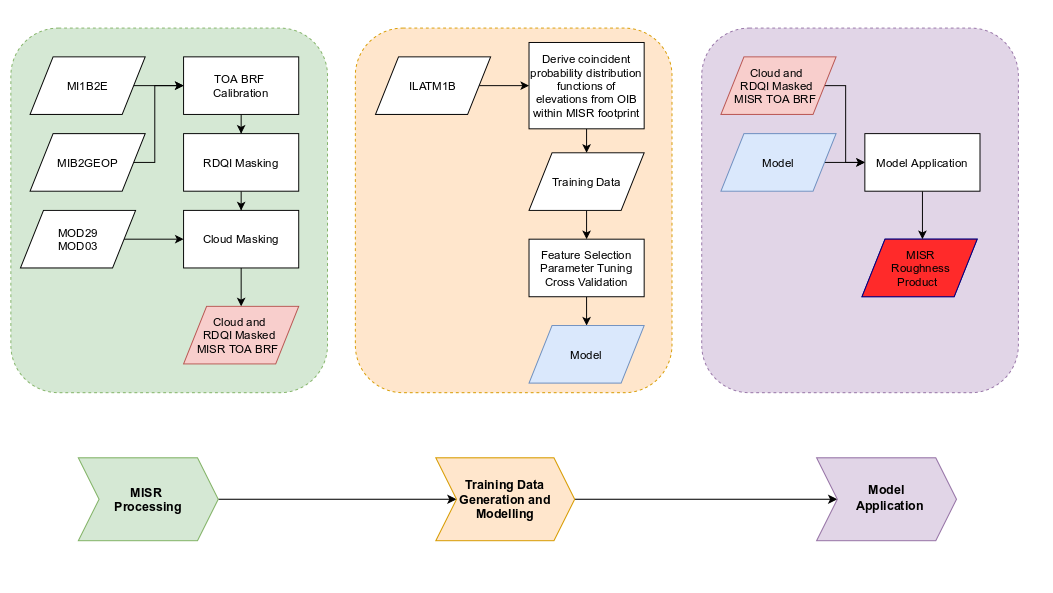 MI1B2E
TOA BRF
Calibration
MIB2GEOP
RDQI Masking
MOD29
MOD03
Cloud Masking
Cloud and
RDQI Masked
MISR TOA BRF
ILATM1B
Derive coincident
probability distribution
functions of
elevations from OIB
within MISR footprint
Training Data
Feature Selection
Parameter Tuning
Cross Validation
Model
Cloud and
RDQI Masked
MISR TOA BRF
Model
Model Application
MISR
Roughness
Product
MISR
Processing
Training Data
Generation and
Modelling
Model
Application